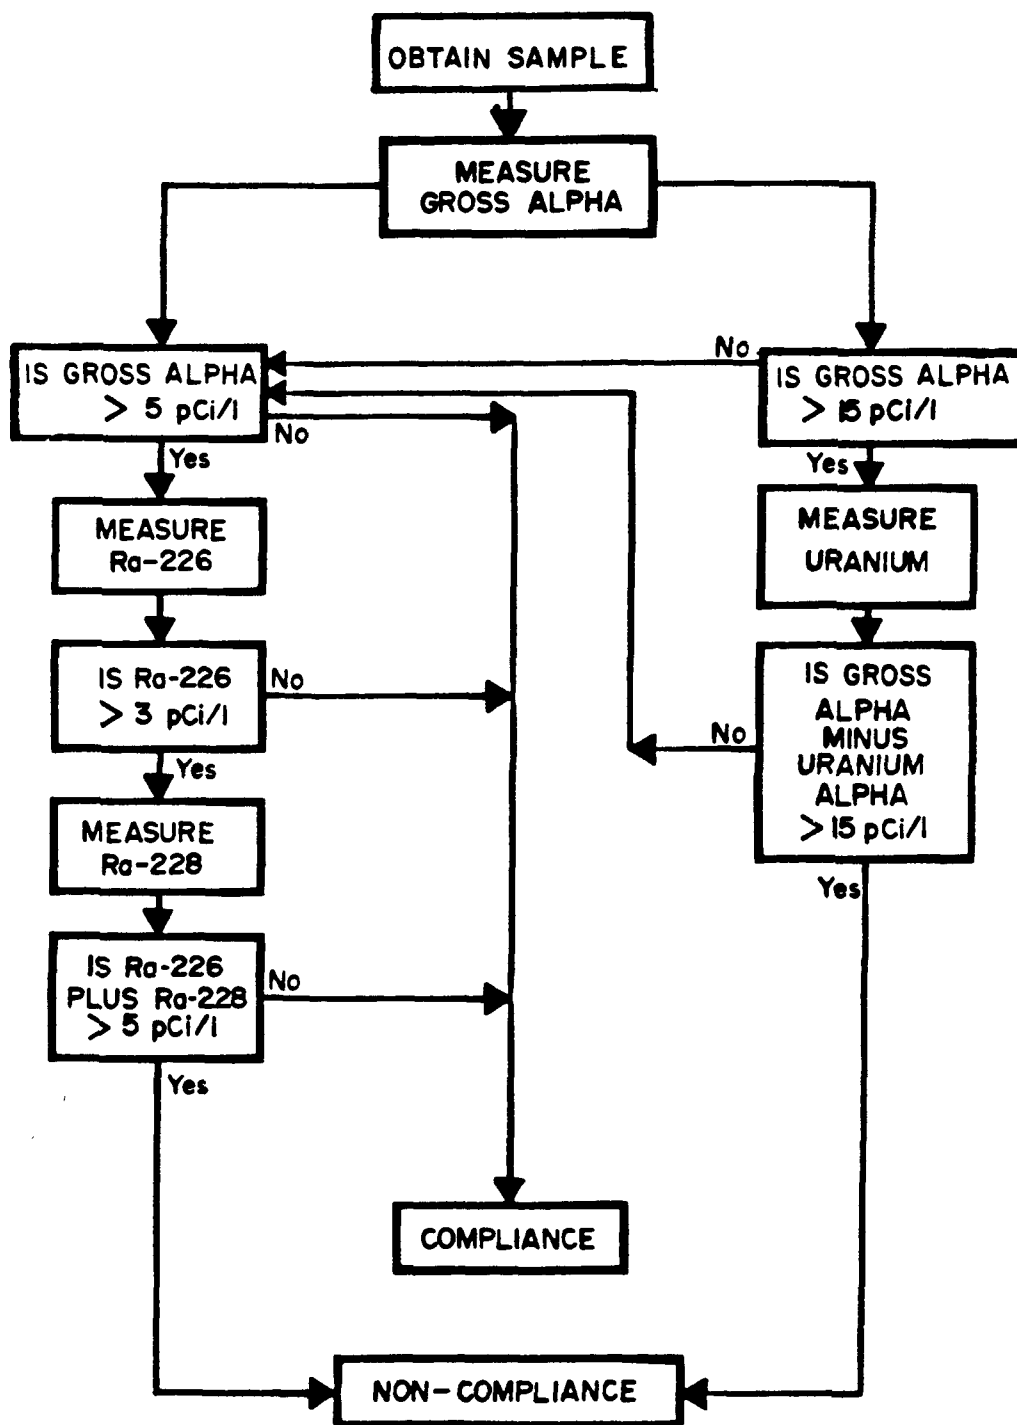 OBTAIN SAMPLE
MEASURE
GROSS ALPHA
IS GROSS ALPHA
> 5 pCi/l
No
Yes
No
IS GROSS ALPHA
> 15 pCi/l
Yes
MEASURE
Ra-226
MEASURE
URANIUM
IS Ra-226
> 3 pCi/l
No
Yes
IS GROSS
ALPHA
MINUS
URANIUM
ALPHA
> 15 pCi/l
No
Yes
MEASURE
Ra-228
IS Ra-226
PLUS Ra-228
> 5 pCi/l
No
Yes
COMPLIANCE
NON-COMPLIANCE